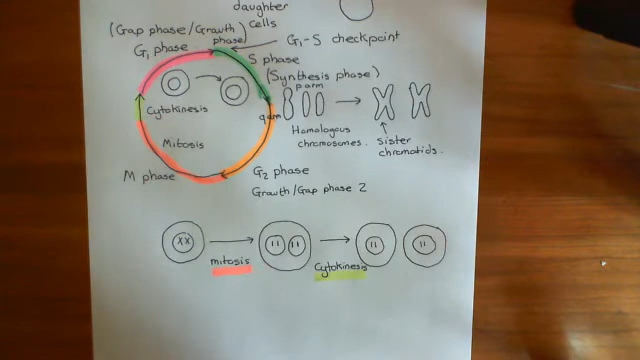 daughter
cells
(Gap phase/Growth
phase)
G₁ phase
G₁-S checkpoint
S phase
(Synthesis phase)
p arm
q arm
Cytokinesis
Homologous
chromosomes.
Sister
chromatids.
Mitosis
M phase
G₂ phase
Growth/Gap phase 2
mitosis
Cytokinesis